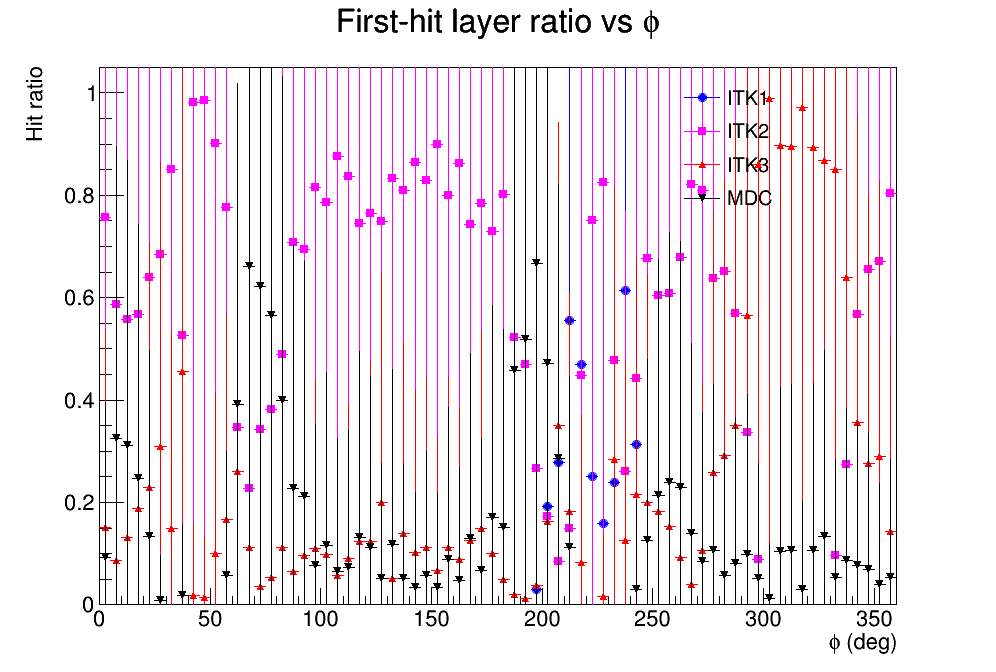 First-hit layer ratio vs ϕ
Hit ratio
1
0.8
0.6
0.4
0.2
0
ITK1
ITK2
ITK3
MDC
0 50 100 150 200 250 300 350
ϕ (deg)